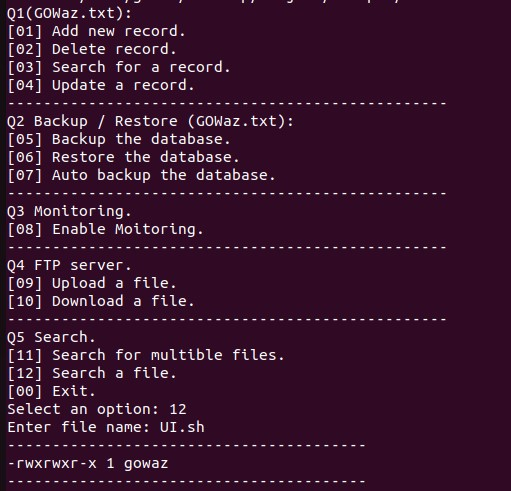 Q1(GOWaz.txt):
[01] Add new record.
[02] Delete record.
[03] Search for a record.
[04] Update a record.
-------------------------------------------------
Q2 Backup / Restore (GOWaz.txt):
[05] Backup the database.
[06] Restore the database.
[07] Auto backup the database.
-------------------------------------------------
Q3 Monitoring.
[08] Enable Moitoring.
-------------------------------------------------
Q4 FTP server.
[09] Upload a file.
[10] Download a file.
-------------------------------------------------
Q5 Search.
[11] Search for multiple files.
[12] Search a file.
[00] Exit.
Select an option: 12
Enter file name: UI.sh
----------------------------------------
-rwxrwxr-x 1 gowaz
----------------------------------------